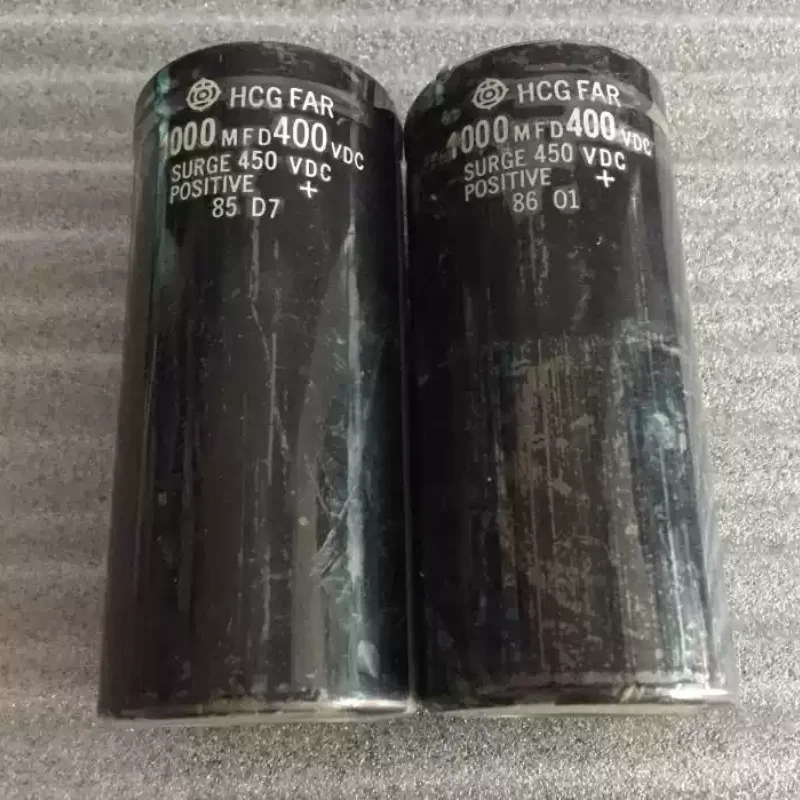 HCG FAR
1000 MFD 400 VDC
SURGE 450 VDC
POSITIVE +
85 D7
HCG FAR
1000 MFD 400 VDC
SURGE 450 VDC
POSITIVE +
86 01